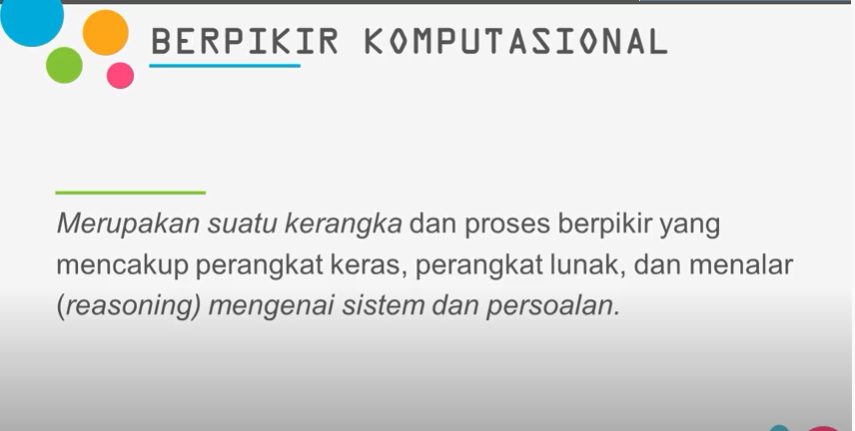 BERPIKIR KOMPUTASIONAL
Merupakan suatu kerangka dan proses berpikir yang
mencakup perangkat keras, perangkat lunak, dan menalar
(reasoning) mengenai sistem dan persoalan.